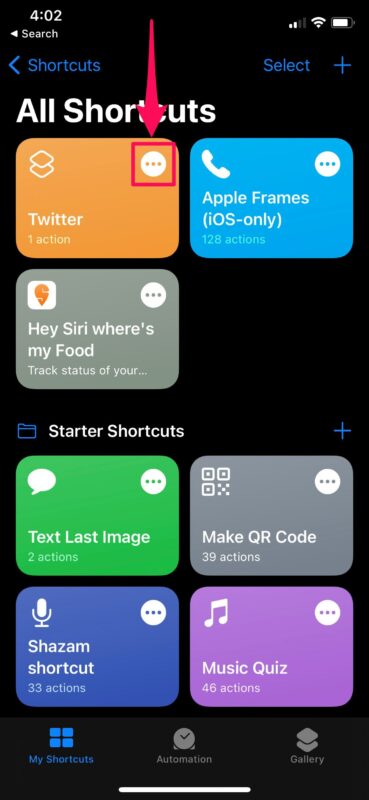 4:02
◀ Search
Shortcuts
Select
All Shortcuts
Twitter
1 action
Apple Frames
(iOS-only)
128 actions
Hey Siri where's
my Food
Track status of your...
Starter Shortcuts
Text Last Image
2 actions
Make QR Code
39 actions
Shazam
shortcut
33 actions
Music Quiz
46 actions
My Shortcuts
Automation
Gallery